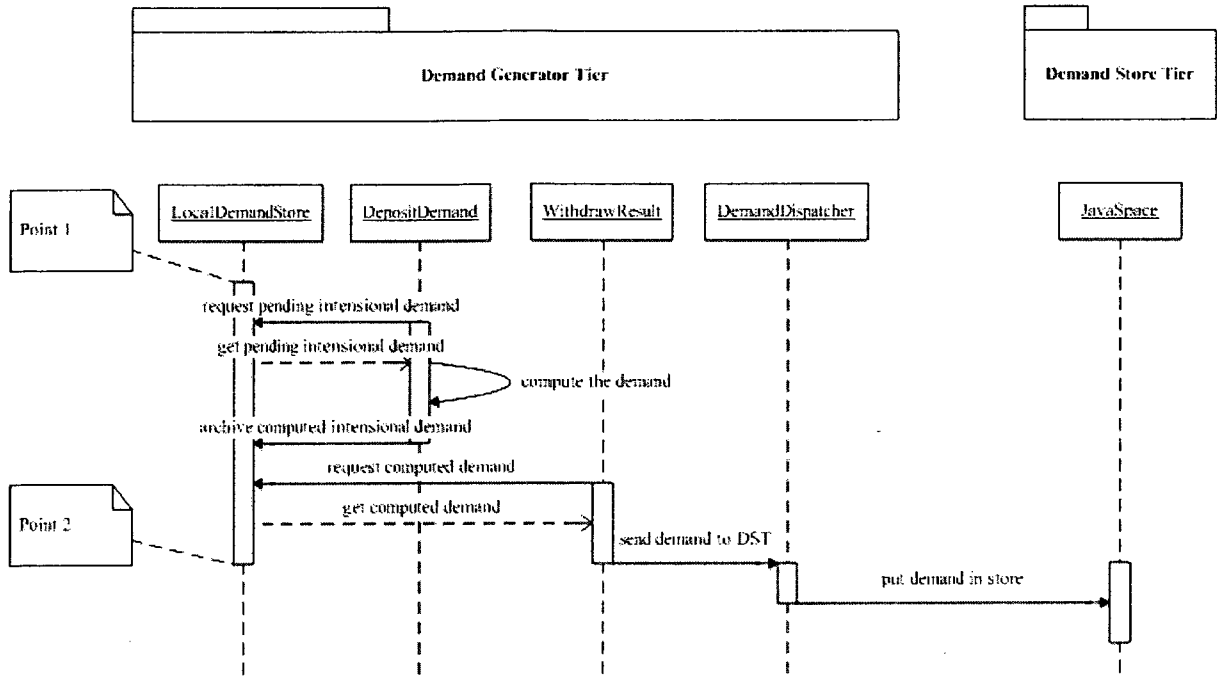 Demand Generator Tier
Demand Store Tier
Point 1
LocalDemandStore
DepositDemand
WithdrawResult
DemandDispatcher
JavaSpace
request pending intensional demand
get pending intensional demand
compute the demand
archive computed intensional demand
request computed demand
Point 2
get computed demand
send demand to DST
put demand in store